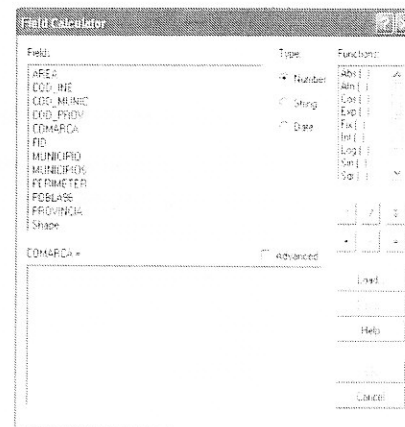 Field Calculator
Fields:
Type:
Functions:
AREA
COD_INE
COD_MUNIC
COD_PROV
COMARCA
FID
MUNICIPIO
MUNICIPIOS
PERIMETER
POBLA96
PROVINCIA
Shape
Number
String
Date
Abs ( )
Atn ( )
Cos ( )
Exp ( )
Fix ( )
Int ( )
Log ( )
Sin ( )
Sqr ( )
COMARCA =
Advanced
Load...
Help
Cancel